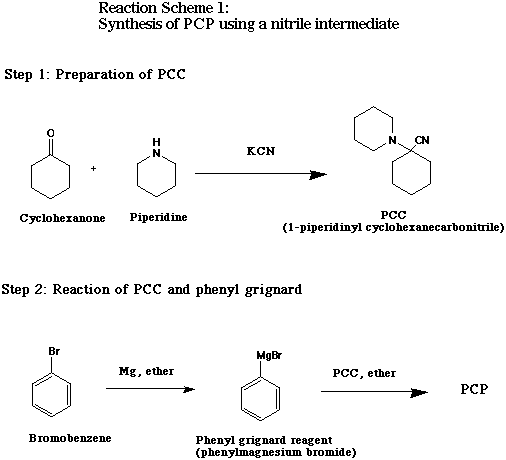 Reaction Scheme 1:
Synthesis of PCP using a nitrile intermediate
Step 1: Preparation of PCC
O
H
N
N
CN
KCN
+
Cyclohexanone
Piperidine
PCC
(1-piperidinyl cyclohexanecarbonitrile)
Step 2: Reaction of PCC and phenyl grignard
Br
MgBr
Mg, ether
PCC, ether
PCP
Bromobenzene
Phenyl grignard reagent
(phenylmagnesium bromide)